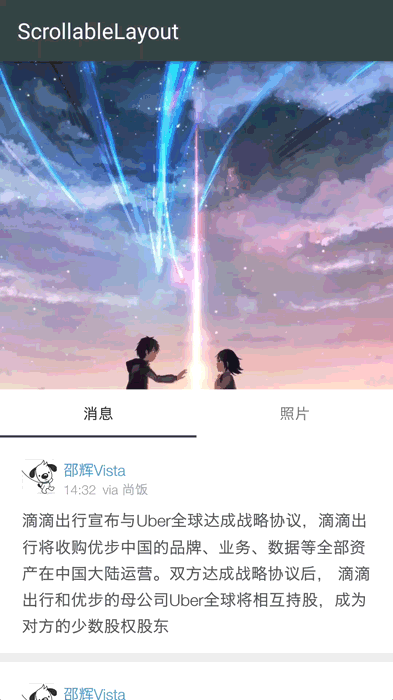 ScrollableLayout
消息
照片
邵辉Vista
14:32 via 尚饭
滴滴出行宣布与Uber全球达成战略协议，滴滴出
行将收购优步中国的品牌、业务、数据等全部资
产在中国大陆运营。双方达成战略协议后， 滴滴
出行和优步的母公司Uber全球将相互持股，成为
对方的少数股权股东
邵辉Vista